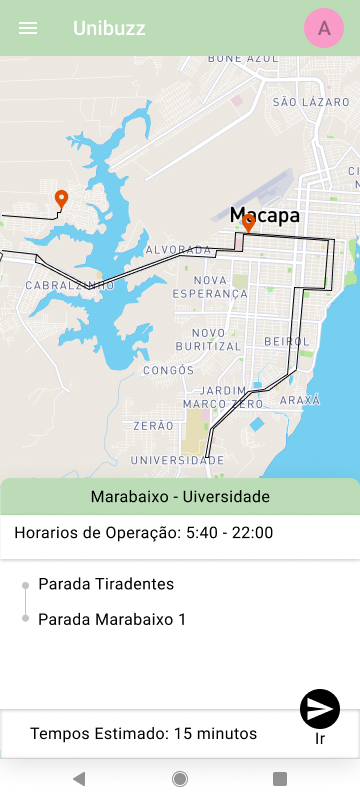 Unibuzz
A
BONE AZUL
SÃO LÁZARO
Macapa
ALVORADA
CABRALZINHO
NOVA
ESPERANÇA
NOVO
BURITIZAL
BEIROL
CONGÓS
JARDIM
MARCO ZERO
ARAXÁ
ZERÃO
UNIVERSIDADE
Marabaixo - Uiversidade
Horarios de Operação: 5:40 - 22:00
Parada Tiradentes
Parada Marabaixo 1
Tempos Estimado: 15 minutos
Ir